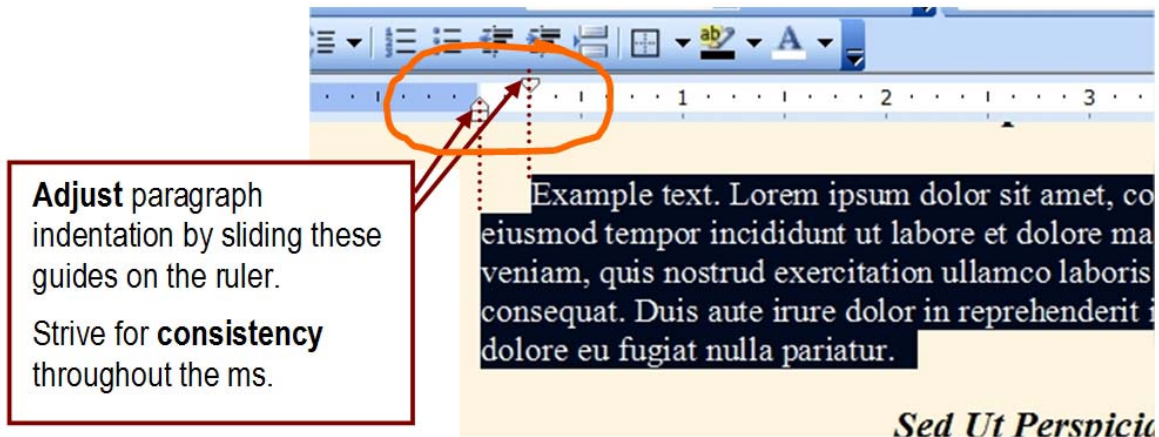 ab
A
1 2 3
Adjust paragraph
indentation by sliding these
guides on the ruler.
Strive for consistency
throughout the ms.
Example text. Lorem ipsum dolor sit amet, co
eiusmod tempor incididunt ut labore et dolore ma
veniam, quis nostrud exercitation ullamco laboris
consequat. Duis aute irure dolor in reprehenderit i
dolore eu fugiat nulla pariatur.
Sed Ut Perspicia